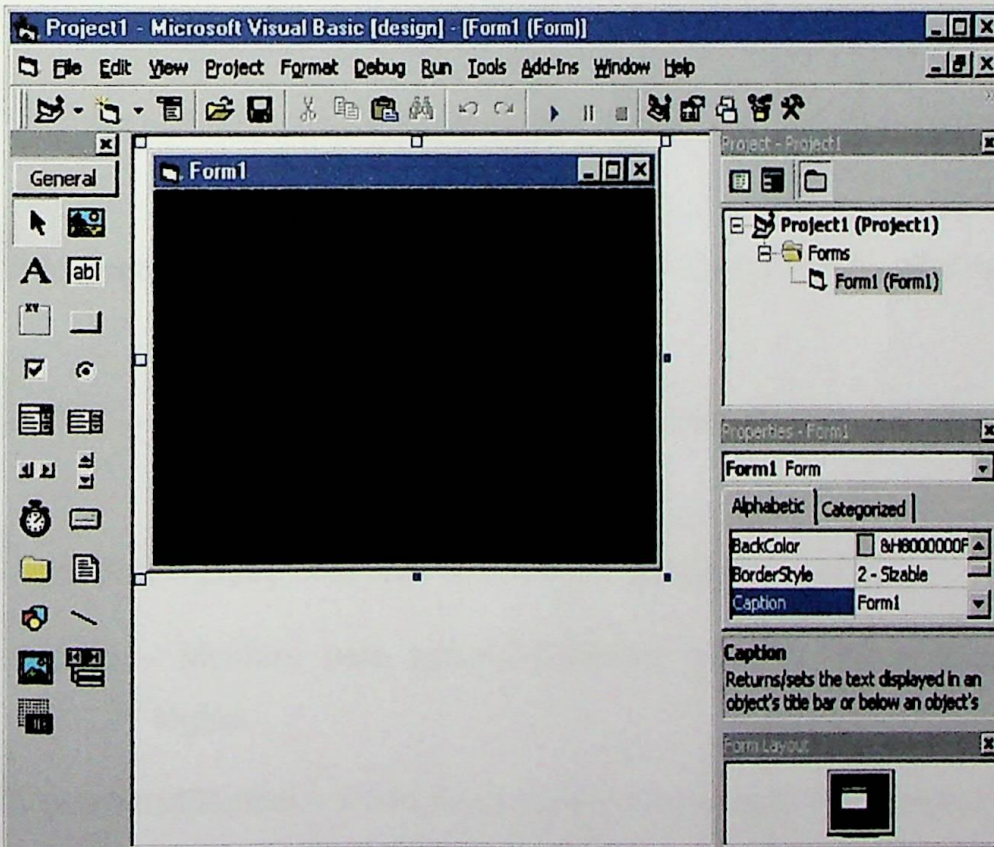 Project1 - Microsoft Visual Basic [design] - [Form1 (Form)]
File Edit View Project Format Debug Run Tools Add-Ins Window Help
General
A
abl
XY
Form1
Project - Project1
Project1 (Project1)
Forms
Form1 (Form1)
Properties - Form1
Form1 Form
Alphabetic Categorized
BackColor &H8000000F
BorderStyle 2 - Sizable
Caption Form1
Caption
Returns/sets the text displayed in an
object's title bar or below an object's
Form Layout